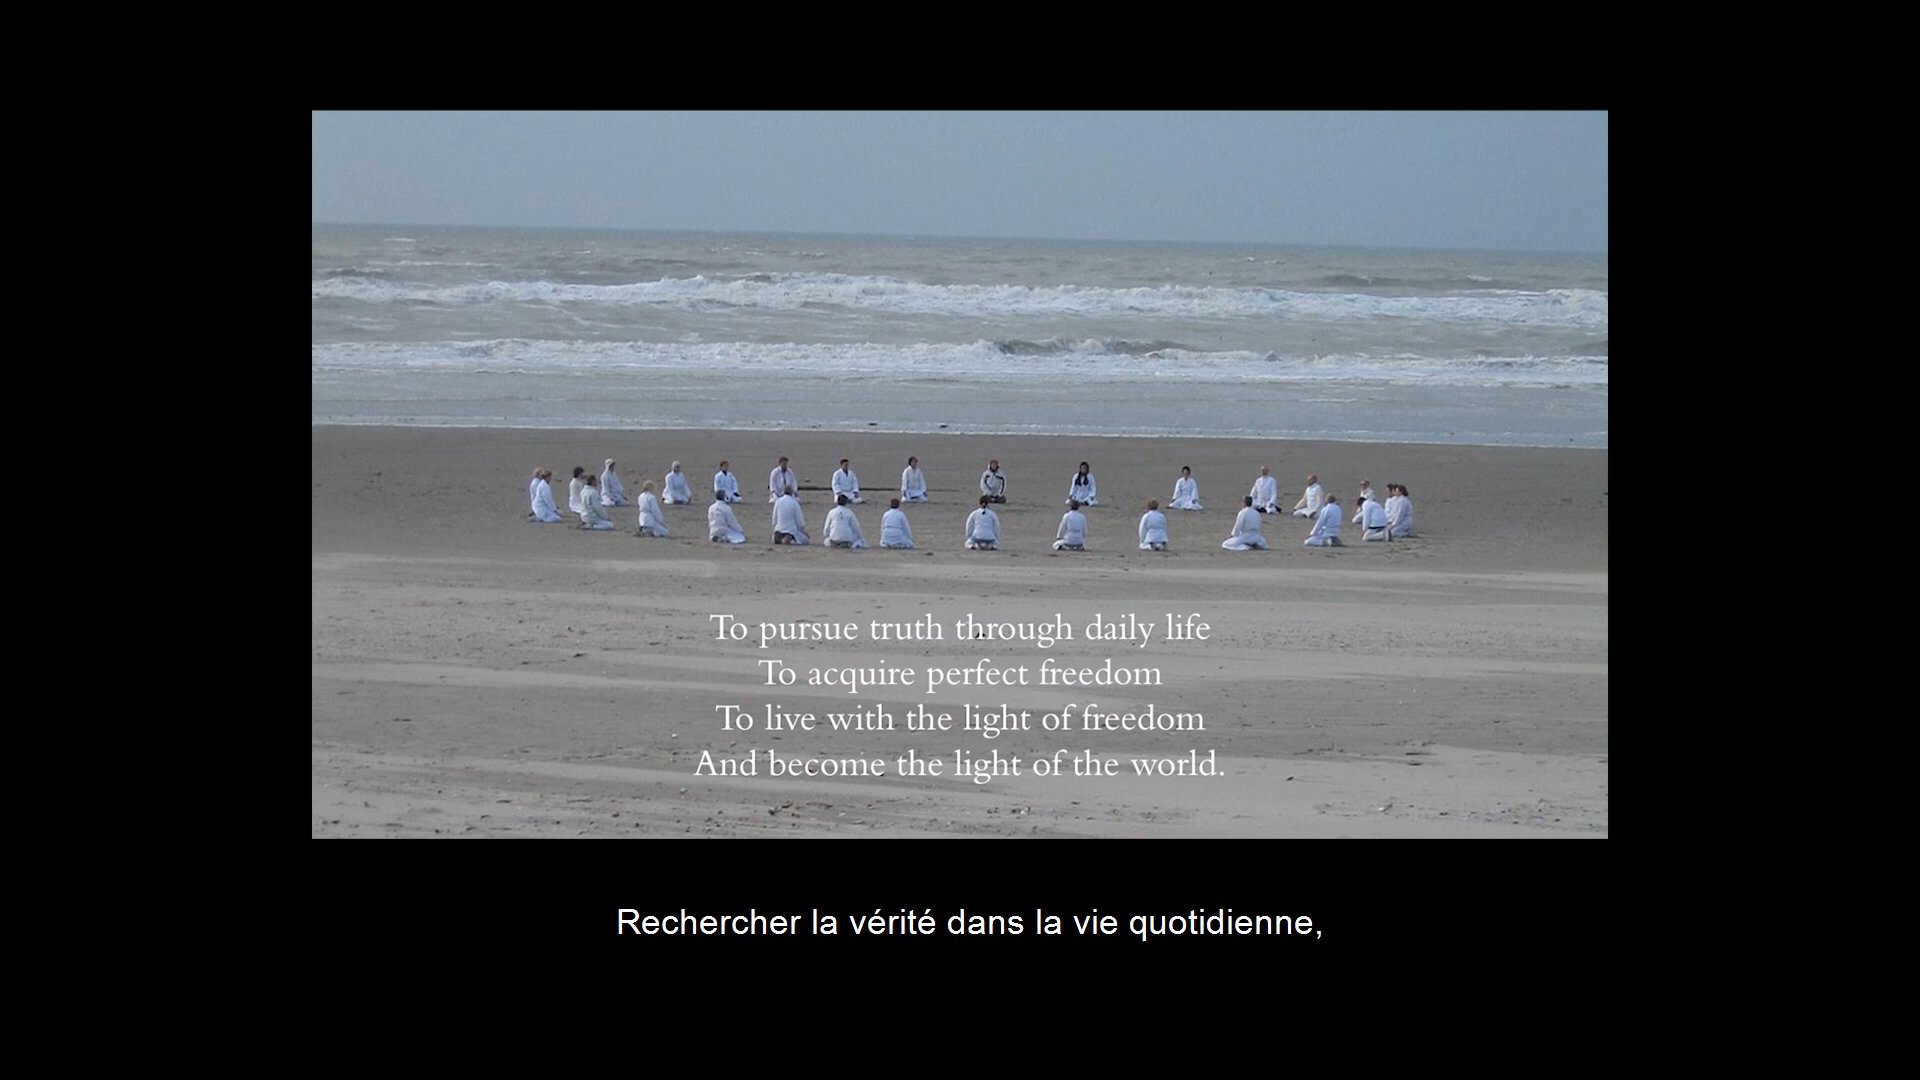 To pursue truth through daily life
To acquire perfect freedom
To live with the light of freedom
And become the light of the world.
Rechercher la vérité dans la vie quotidienne,